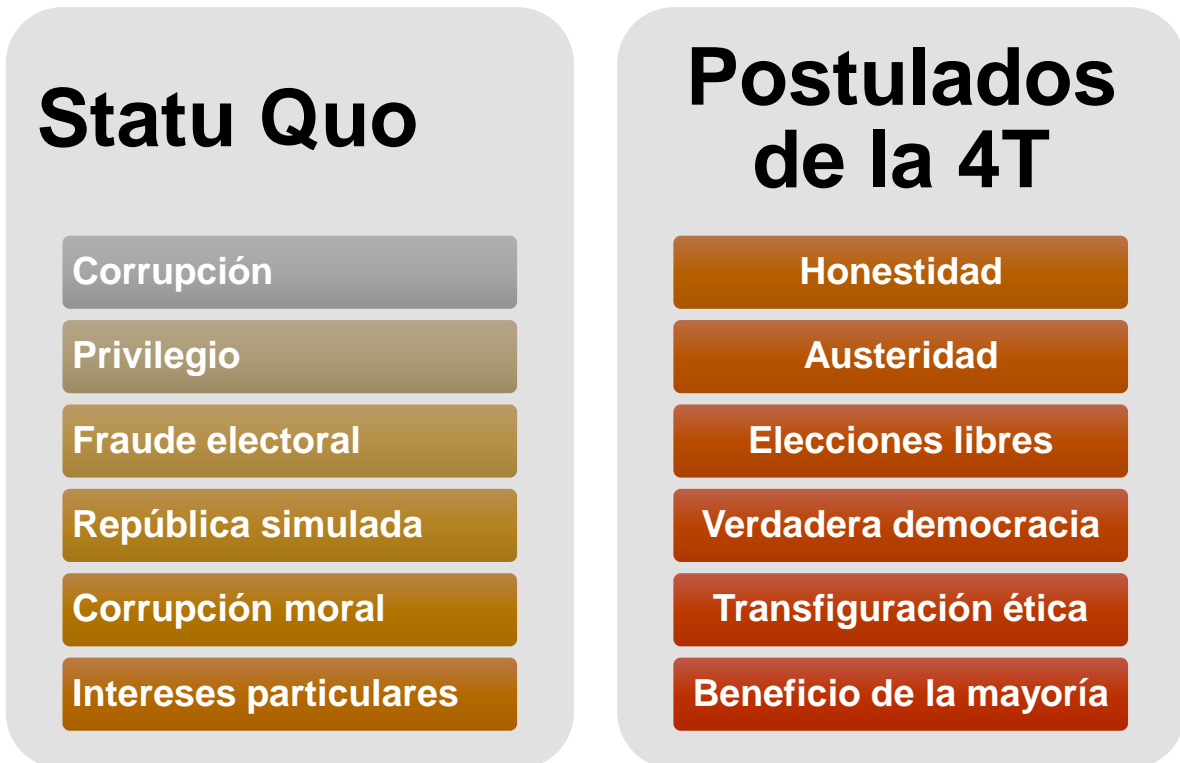 Statu Quo
Corrupción
Privilegio
Fraude electoral
República simulada
Corrupción moral
Intereses particulares
Postulados
de la 4T
Honestidad
Austeridad
Elecciones libres
Verdadera democracia
Transfiguración ética
Beneficio de la mayoría